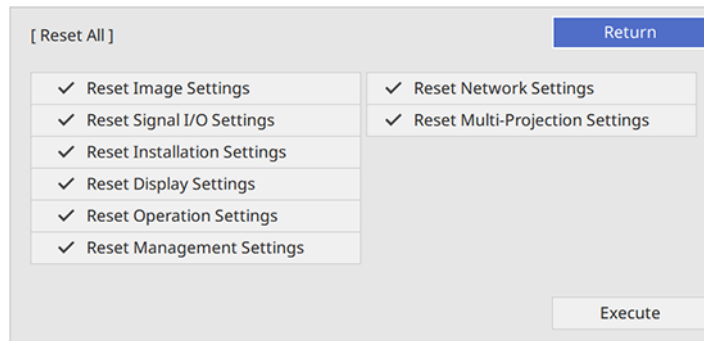 [ Reset All ]
Return
Reset Image Settings
Reset Signal I/O Settings
Reset Installation Settings
Reset Display Settings
Reset Operation Settings
Reset Management Settings
Reset Network Settings
Reset Multi-Projection Settings
Execute